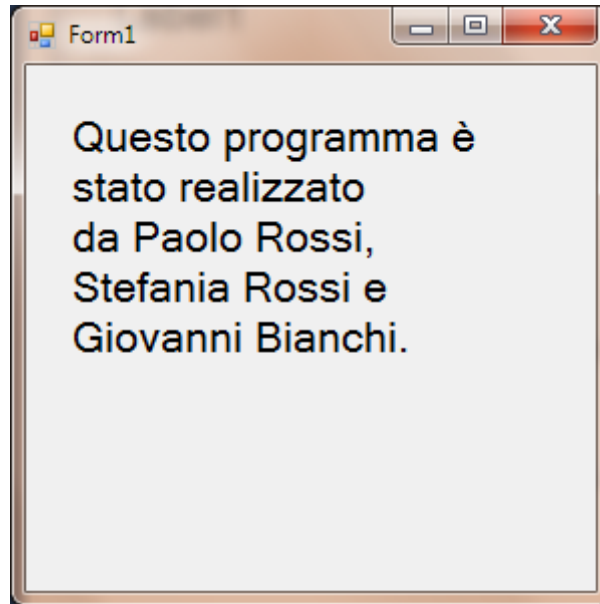 Form1
Questo programma è
stato realizzato
da Paolo Rossi,
Stefania Rossi e
Giovanni Bianchi.